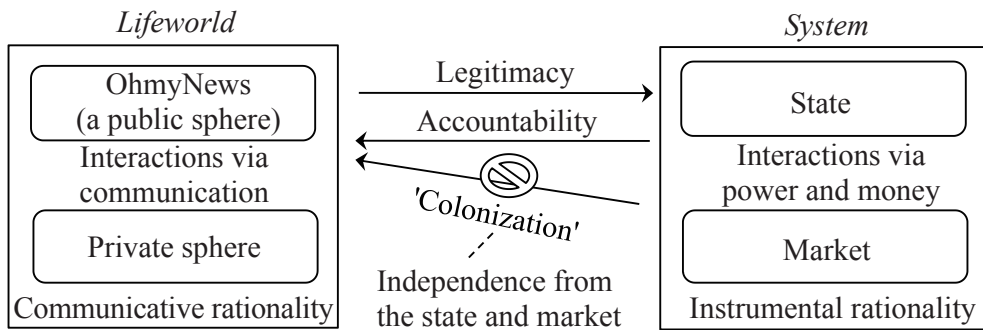 Lifeworld
OhmyNews
(a public sphere)
Interactions via
communication
Private sphere
Communicative rationality
Legitimacy
Accountability
'Colonization'
Independence from
the state and market
System
State
Interactions via
power and money
Market
Instrumental rationality